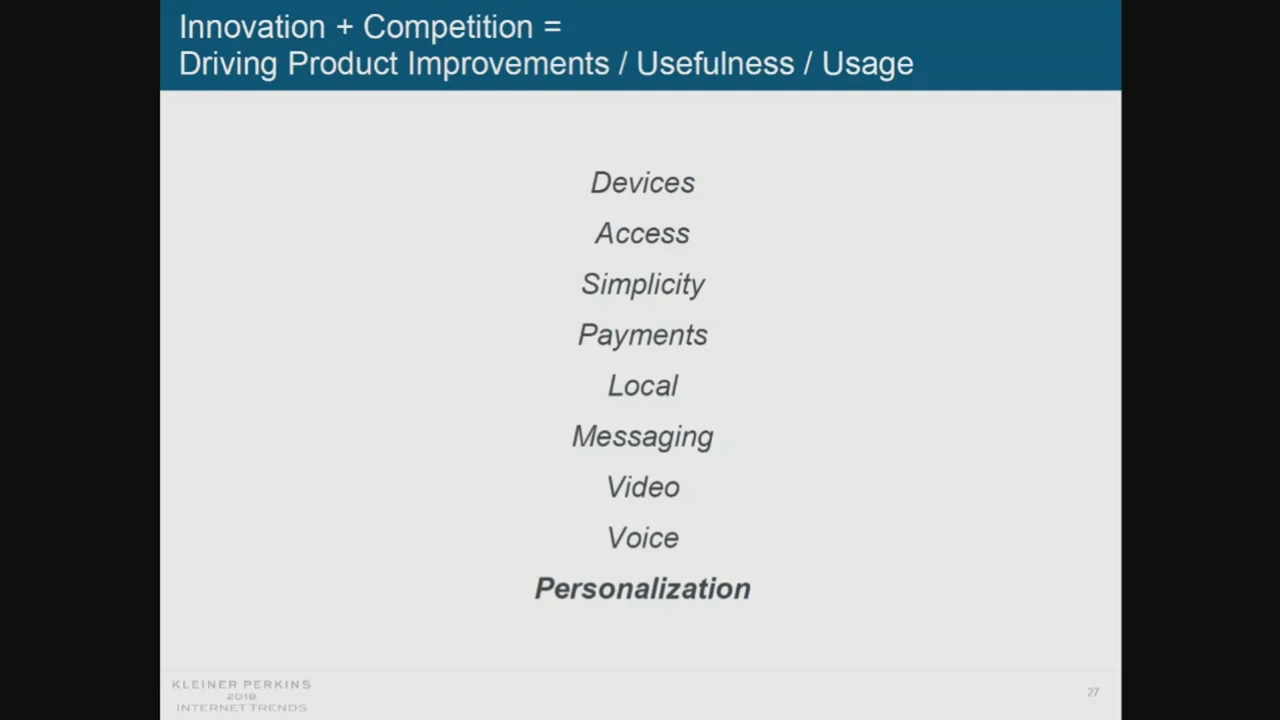 Innovation + Competition =
Driving Product Improvements / Usefulness / Usage
Devices
Access
Simplicity
Payments
Local
Messaging
Video
Voice
Personalization
KLEINER PERKINS
2018
INTERNET TRENDS
27